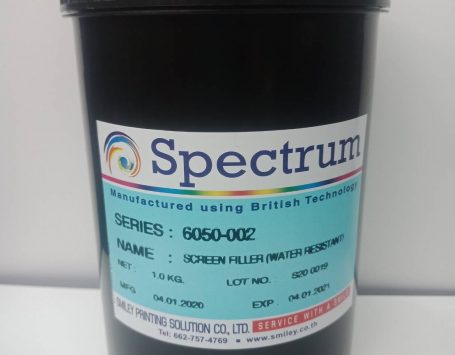 Spectrum
Manufactured using British Technology
SERIES : 6050-002
NAME : SCREEN FILLER (WATER RESISTANT)
NET : 1.0 KG. LOT NO. : S20 0019
MFG 04.01.2020 EXP : 04.01.2021
SMILEY PRINTING SOLUTION CO., LTD. SERVICE WITH A SMILE
Tel: 662-757-4769 • www.smiley.co.th